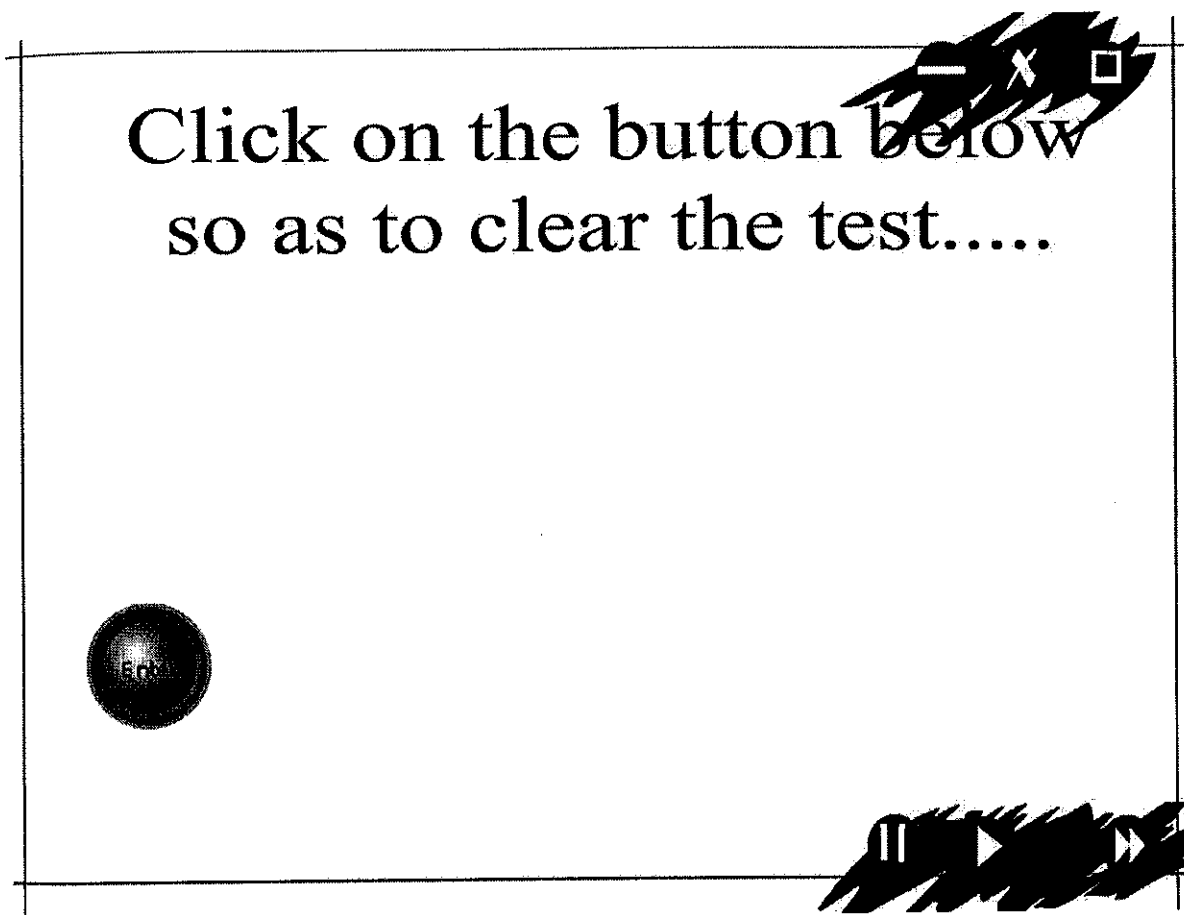 Click on the button below
so as to clear the test.....